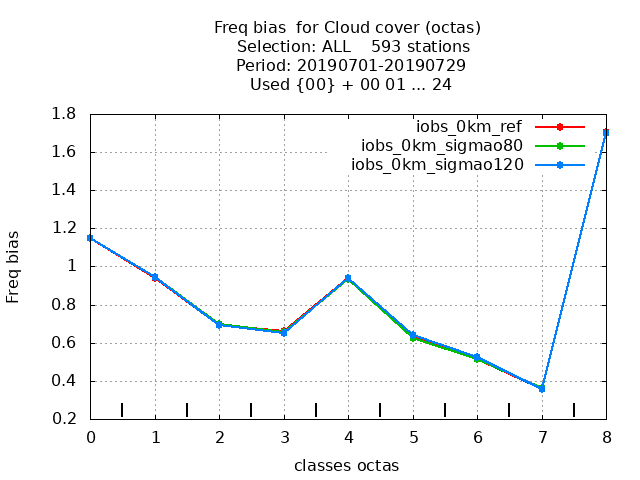 Freq bias  for Cloud cover (octas)
Selection: ALL    593 stations
Period: 20190701-20190729
Used {00} + 00 01 ... 24
iobs_0km_ref
iobs_0km_sigmao80
iobs_0km_sigmao120
Freq bias
1.8
1.6
1.4
1.2
1
0.8
0.6
0.4
0.2
0 1 2 3 4 5 6 7 8
classes octas